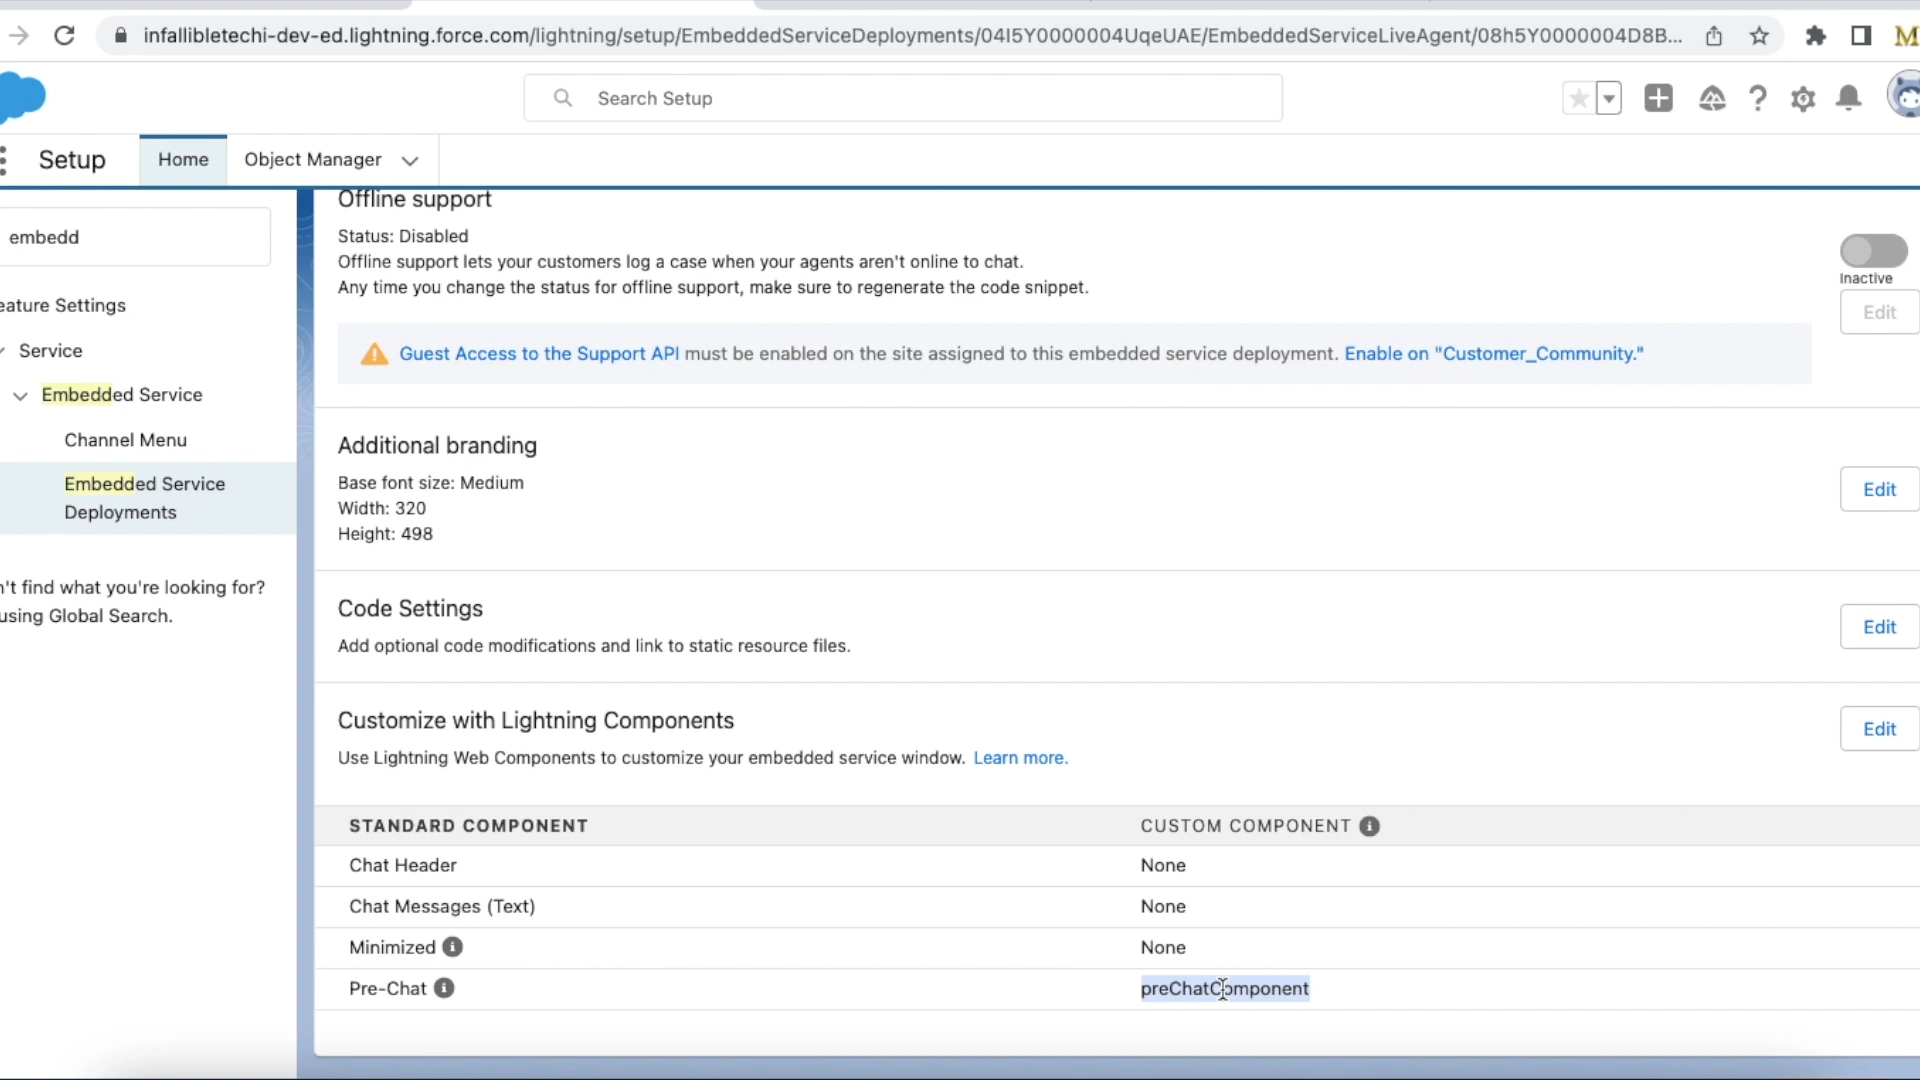 infallibletechi-dev-ed.lightning.force.com/lightning/setup/EmbeddedServiceDeployments/04I5Y0000004UqeUAE/EmbeddedServiceLiveAgent/08h5Y0000004D8B...
M
Search Setup
Setup
Home
Object Manager
embedd
eature Settings
Service
Embedded Service
Channel Menu
Embedded Service
Deployments
n't find what you're looking for?
using Global Search.
Offline support
Status: Disabled
Offline support lets your customers log a case when your agents aren't online to chat.
Any time you change the status for offline support, make sure to regenerate the code snippet.
Inactive
Edit
Guest Access to the Support API must be enabled on the site assigned to this embedded service deployment. Enable on "Customer_Community."
Additional branding
Base font size: Medium
Width: 320
Height: 498
Edit
Code Settings
Add optional code modifications and link to static resource files.
Edit
Customize with Lightning Components
Use Lightning Web Components to customize your embedded service window. Learn more.
Edit
STANDARD COMPONENT CUSTOM COMPONENT
Chat Header None
Chat Messages (Text) None
Minimized None
Pre-Chat preChatComponent